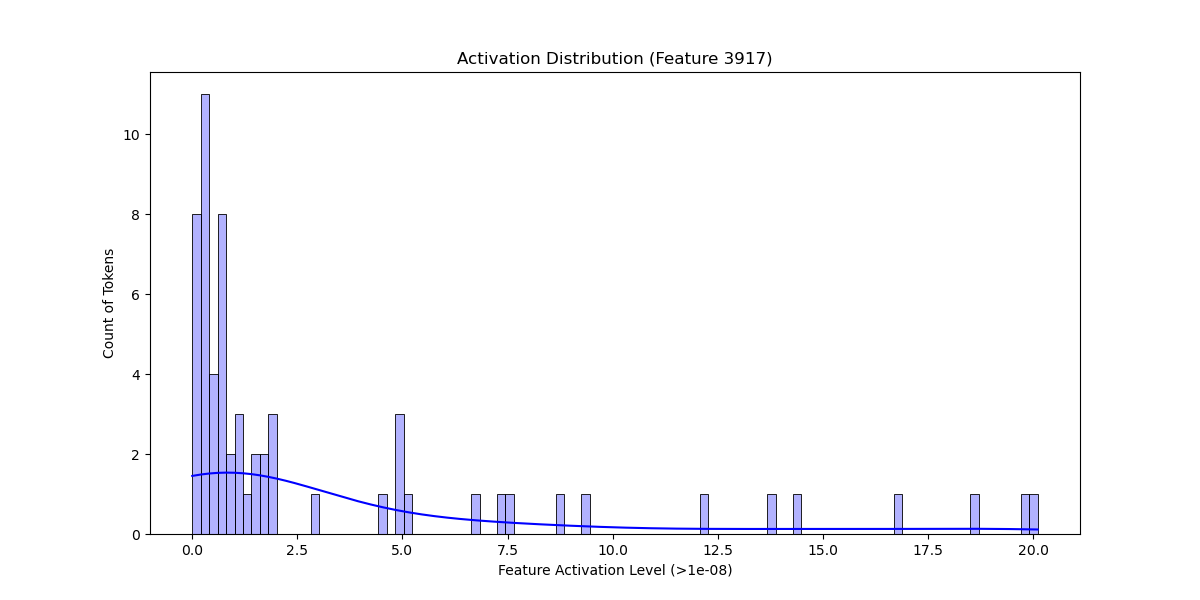 Activation Distribution (Feature 3917)
Count of Tokens
10
8
6
4
2
0
0.0 2.5 5.0 7.5 10.0 12.5 15.0 17.5 20.0
Feature Activation Level (>1e-08)